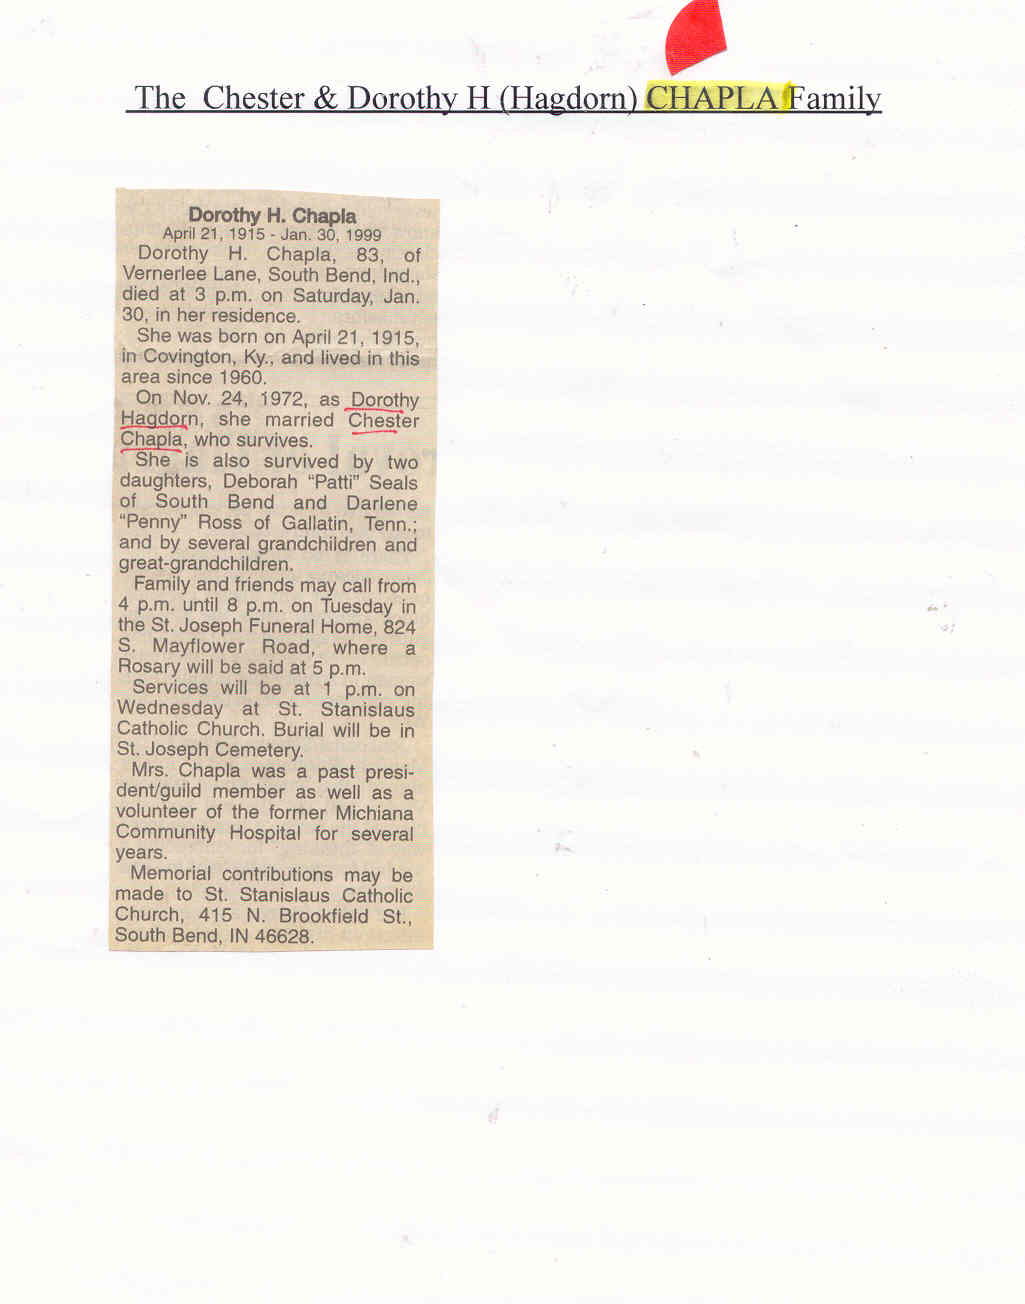 The Chester & Dorothy H (Hagdorn) CHAPLA Family
Dorothy H. Chapla
April 21, 1915 - Jan. 30, 1999
Dorothy H. Chapla, 83, of
Vernerlee Lane, South Bend, Ind.,
died at 3 p.m. on Saturday, Jan.
30, in her residence.
She was born on April 21, 1915,
in Covington, Ky., and lived in this
area since 1960.
On Nov. 24, 1972, as Dorothy
Hagdorn, she married Chester
Chapla, who survives.
She is also survived by two
daughters, Deborah “Patti” Seals
of South Bend and Darlene
“Penny” Ross of Gallatin, Tenn.;
and by several grandchildren and
great-grandchildren.
Family and friends may call from
4 p.m. until 8 p.m. on Tuesday in
the St. Joseph Funeral Home, 824
S. Mayflower Road, where a
Rosary will be said at 5 p.m.
Services will be at 1 p.m. on
Wednesday at St. Stanislaus
Catholic Church. Burial will be in
St. Joseph Cemetery.
Mrs. Chapla was a past presi-
dent/guild member as well as a
volunteer of the former Michiana
Community Hospital for several
years.
Memorial contributions may be
made to St. Stanislaus Catholic
Church, 415 N. Brookfield St.,
South Bend, IN 46628.